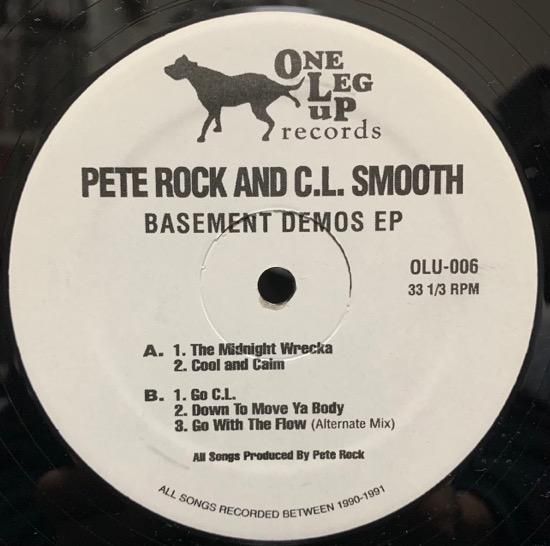 ONE
LEG
UP
records
PETE ROCK AND C.L. SMOOTH
BASEMENT DEMOS EP
OLU-006
33 1/3 RPM
A. 1. The Midnight Wrecka
2. Cool and Calm
B. 1. Go C.L.
2. Down To Move Ya Body
3. Go With The Flow (Alternate Mix)
All Songs Produced By Pete Rock
ALL SONGS RECORDED BETWEEN 1990-1991